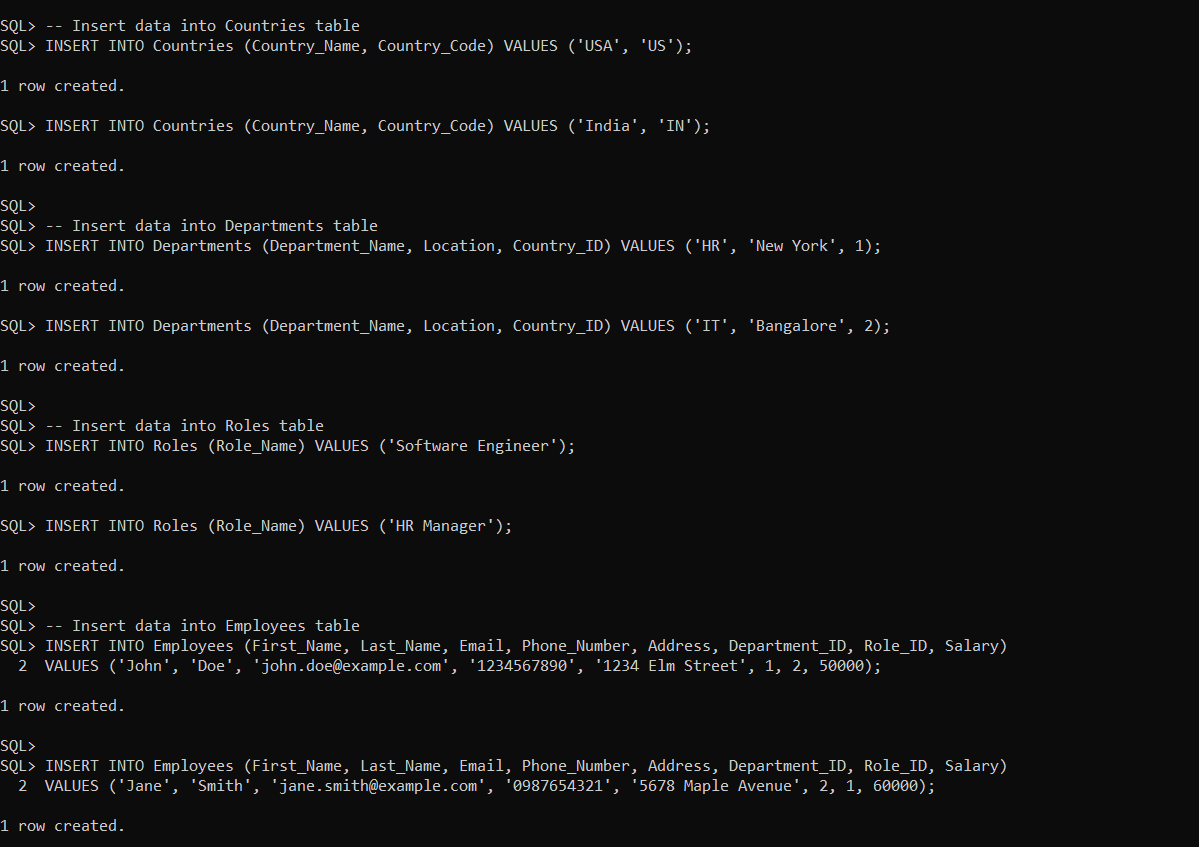 SQL> -- Insert data into Countries table
SQL> INSERT INTO Countries (Country_Name, Country_Code) VALUES ('USA', 'US');
1 row created.
SQL> INSERT INTO Countries (Country_Name, Country_Code) VALUES ('India', 'IN');
1 row created.
SQL>
SQL> -- Insert data into Departments table
SQL> INSERT INTO Departments (Department_Name, Location, Country_ID) VALUES ('HR', 'New York', 1);
1 row created.
SQL> INSERT INTO Departments (Department_Name, Location, Country_ID) VALUES ('IT', 'Bangalore', 2);
1 row created.
SQL>
SQL> -- Insert data into Roles table
SQL> INSERT INTO Roles (Role_Name) VALUES ('Software Engineer');
1 row created.
SQL> INSERT INTO Roles (Role_Name) VALUES ('HR Manager');
1 row created.
SQL>
SQL> -- Insert data into Employees table
SQL> INSERT INTO Employees (First_Name, Last_Name, Email, Phone_Number, Address, Department_ID, Role_ID, Salary)
  2  VALUES ('John', 'Doe', 'john.doe@example.com', '1234567890', '1234 Elm Street', 1, 2, 50000);
1 row created.
SQL>
SQL> INSERT INTO Employees (First_Name, Last_Name, Email, Phone_Number, Address, Department_ID, Role_ID, Salary)
  2  VALUES ('Jane', 'Smith', 'jane.smith@example.com', '0987654321', '5678 Maple Avenue', 2, 1, 60000);
1 row created.